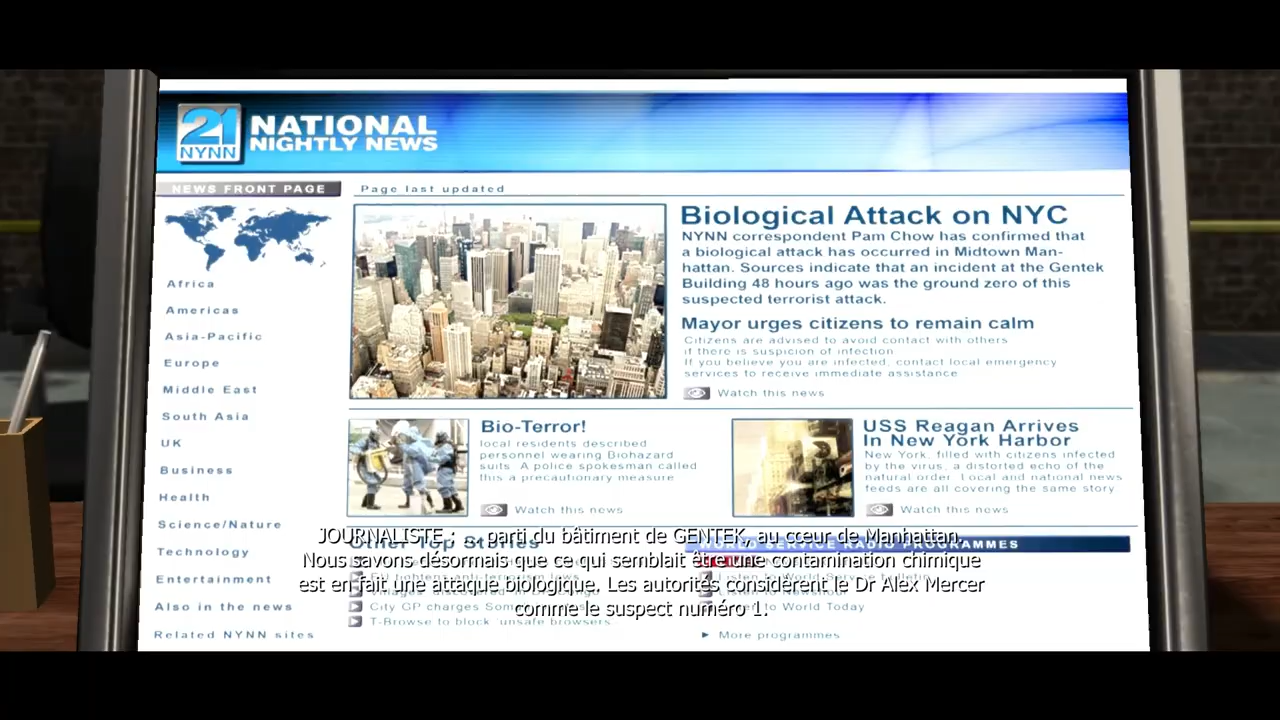 21
NYNN
NATIONAL
NIGHTLY NEWS
NEWS FRONT PAGE
Page last updated
Africa
Americas
Asia-Pacific
Europe
Middle East
South Asia
UK
Business
Health
Science/Nature
Technology
Entertainment
Also in the news
Related NYNN sites
Biological Attack on NYC
NYNN correspondent Pam Chow has confirmed that
a biological attack has occurred in Midtown Man-
hattan. Sources indicate that an incident at the Gentek
Building 48 hours ago was the ground zero of this
suspected terrorist attack.
Mayor urges citizens to remain calm
Citizens are advised to avoid contact with others
if there is suspicion of infection
If you believe you are infected, contact local emergency
services to receive immediate assistance
Watch this news
Bio-Terror!
local residents described
personnel wearing Biohazard
suits. A police spokesman called
this a precautionary measure
Watch this news
USS Reagan Arrives
In New York Harbor
New York, filled with citizens infected
by the virus, a distorted echo of the
natural order. Local and national news
feeds are all covering the same story
Watch this news
Other Top Stories
City GP charges
T-Browse to block 'unsafe' browsers
WORLD SERVICE RADIO PROGRAMMES
Listen to Newshour
Listen to World Today
More programmes
JOURNALISTE : ... parti du bâtiment de GENTEK, au cœur de Manhattan.
Nous savons désormais que ce qui semblait être une contamination chimique
est en fait une attaque biologique. Les autorités considèrent le Dr Alex Mercer
comme le suspect numéro 1.